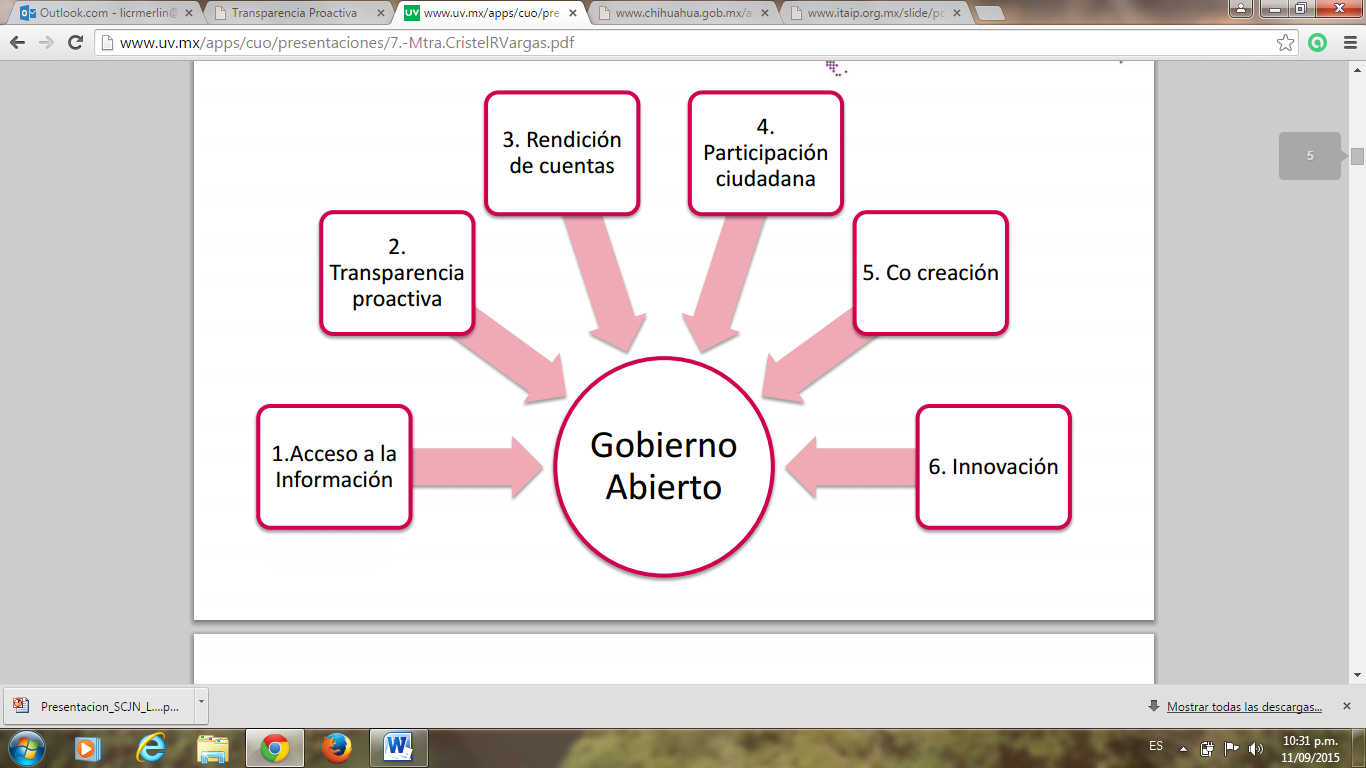 Outlook.com - licrmerlin@
Transparencia Proactiva
UV
www.uv.mx/apps/cuo/pre
www.chihuahua.gob.mx/a
www.itaip.org.mx/slide/po
www.uv.mx/apps/cuo/presentaciones/7.-Mtra.CristelRVargas.pdf
5
3. Rendición
de cuentas
4.
Participación
ciudadana
2.
Transparencia
proactiva
5. Co creación
1.Acceso a la
Información
Gobierno
Abierto
6. Innovación
Presentacion_SCJN_L....p...
Mostrar todas las descargas...
ES
10:31 p.m.
11/09/2015